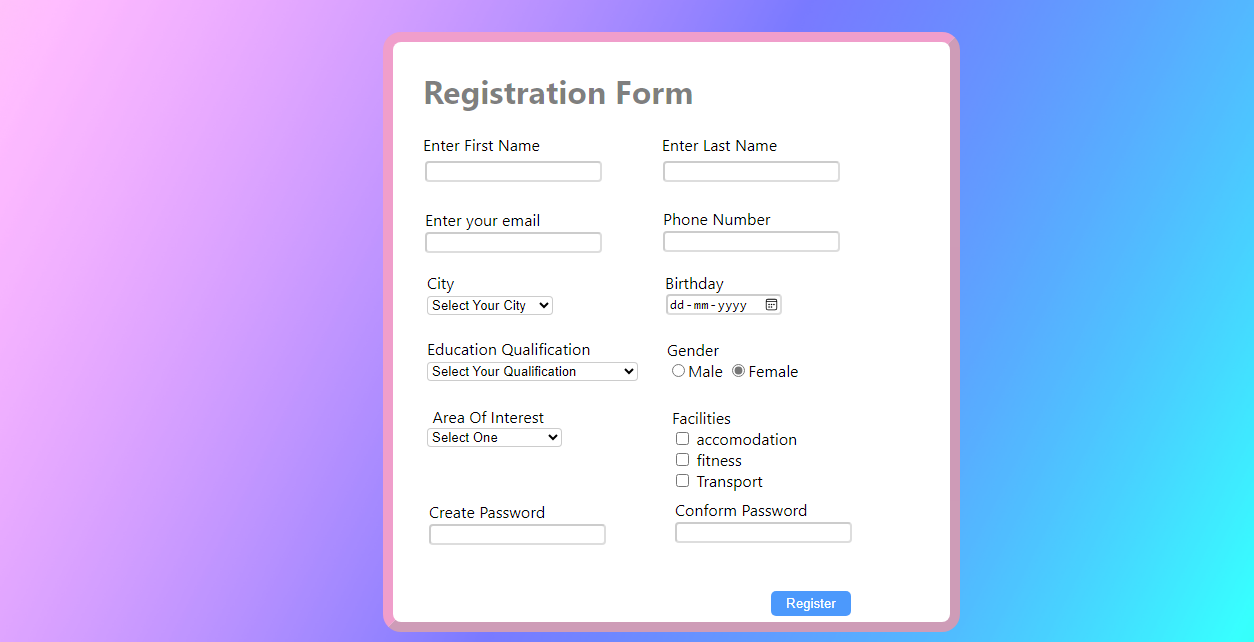 Registration Form
Enter First Name Enter Last Name
Enter your email Phone Number
City Birthday
Select Your City dd-mm-yyyy
Education Qualification Gender
Select Your Qualification Male Female
Area Of Interest Facilities
Select One accomodation
fitness
Transport
Create Password Conform Password
Register